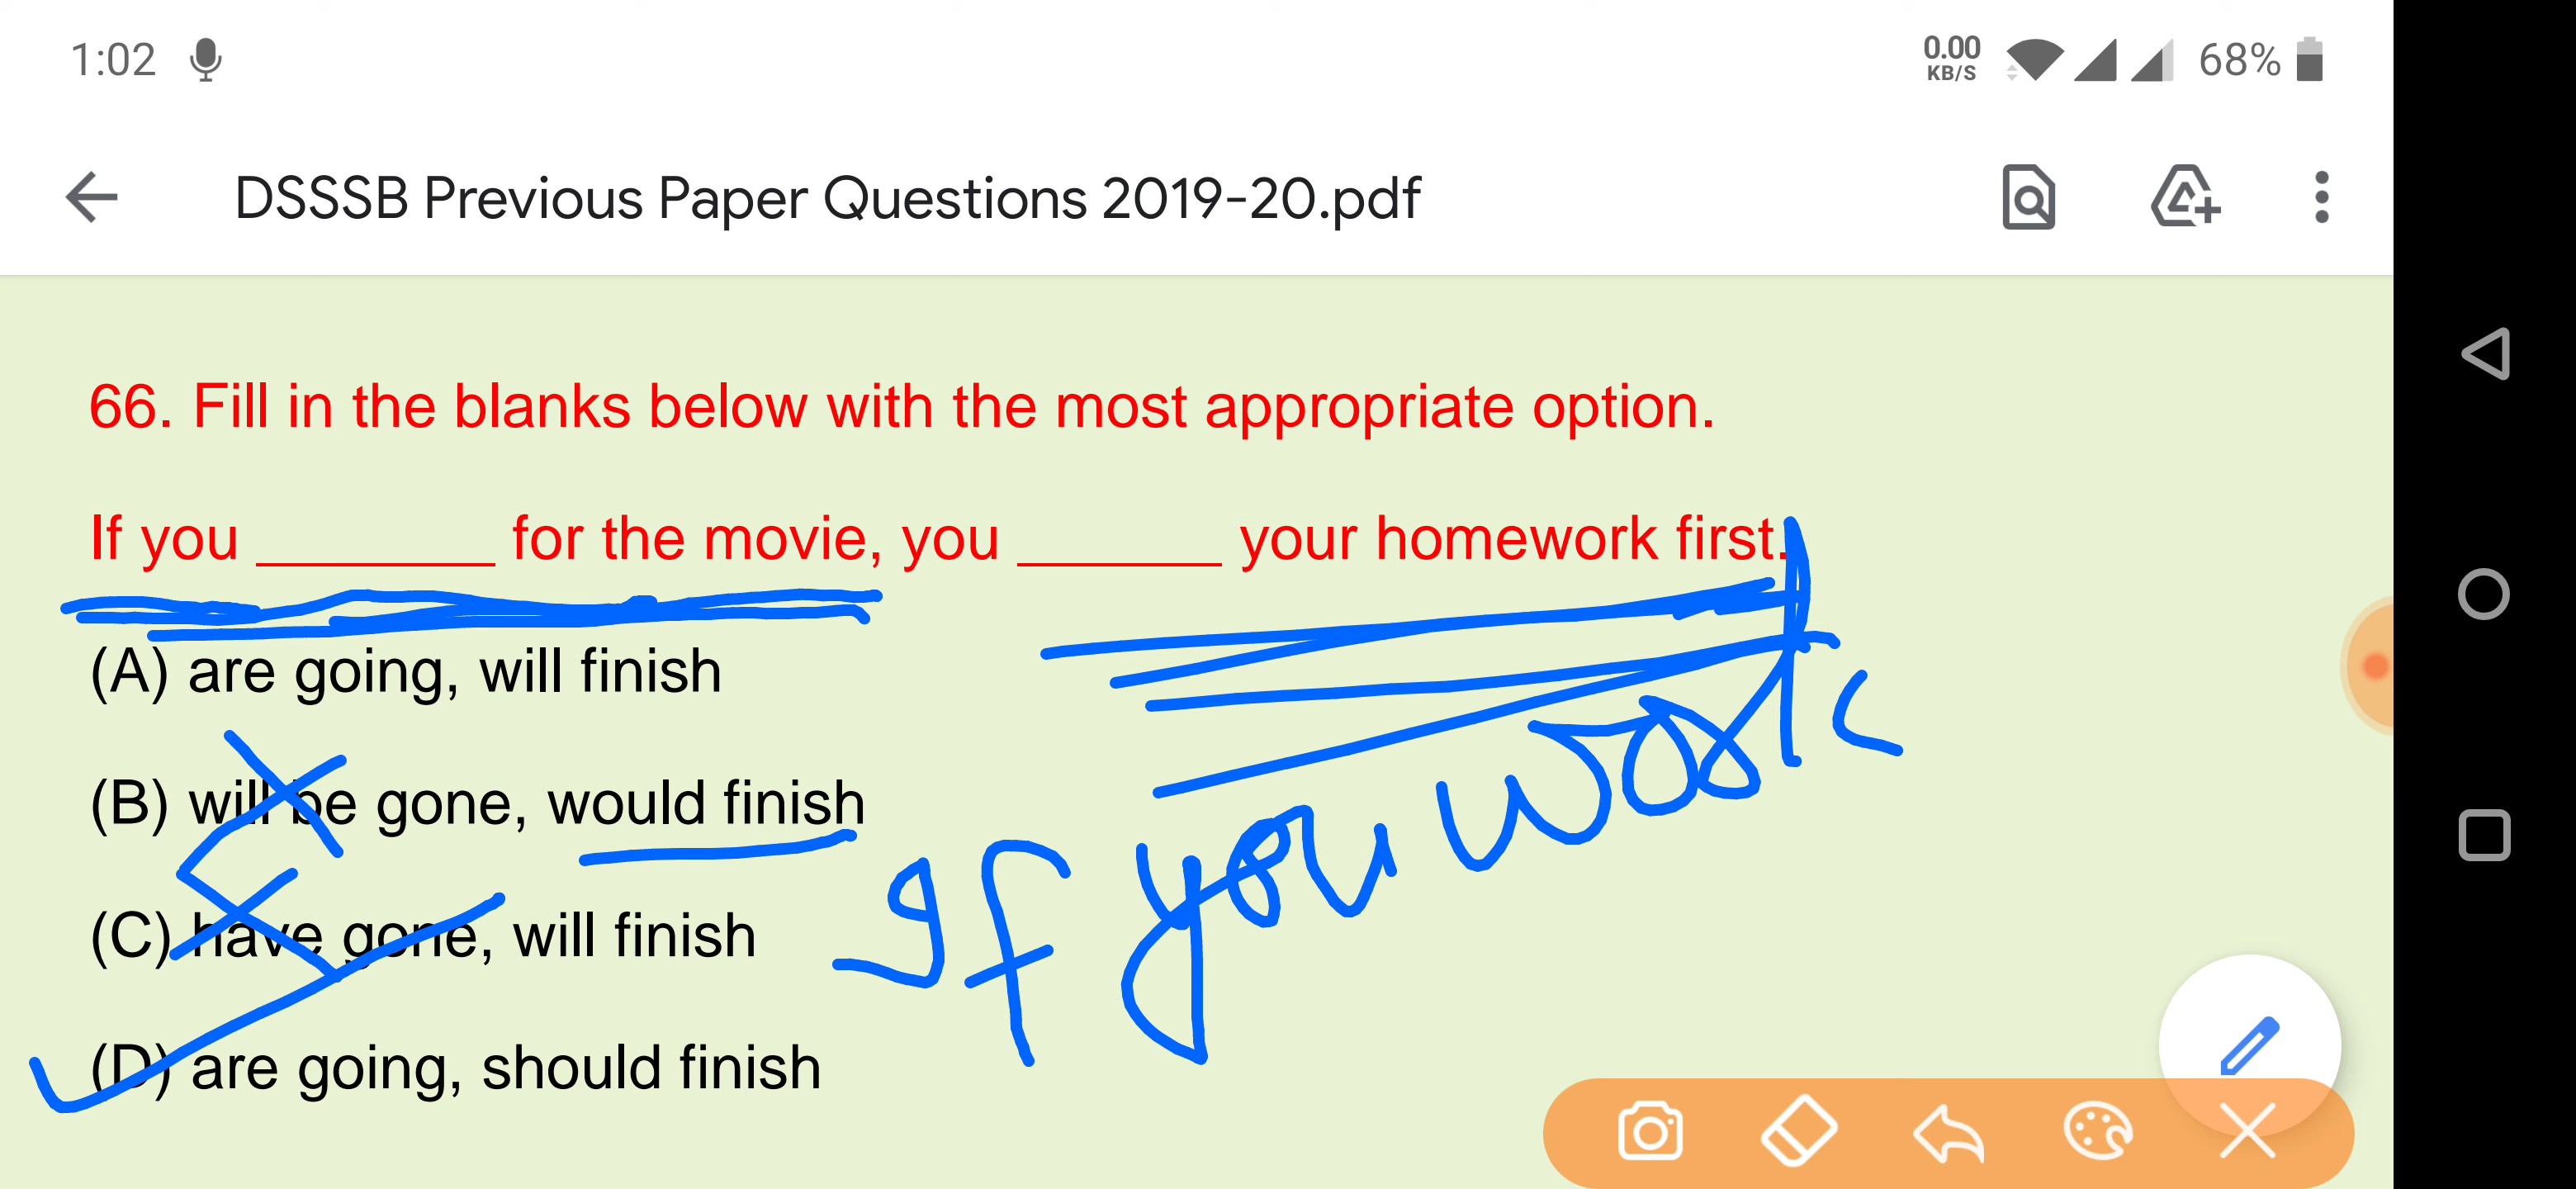 1:02
0.00 KB/S 68%
DSSSB Previous Paper Questions 2019-20.pdf
66. Fill in the blanks below with the most appropriate option.
If you ________ for the movie, you _______ your homework first.
(A) are going, will finish
(B) will be gone, would finish
(C) have gone, will finish
(D) are going, should finish
If you work